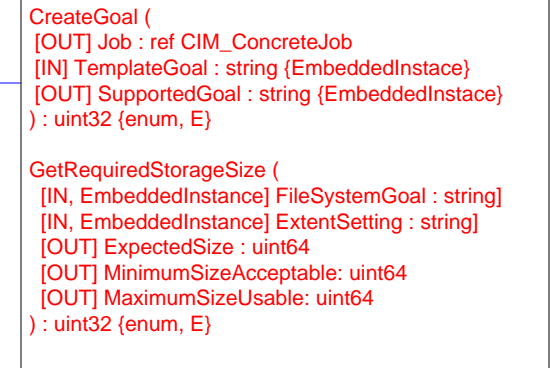 CreateGoal (
[OUT] Job : ref CIM_ConcreteJob
[IN] TemplateGoal : string {EmbeddedInstace}
[OUT] SupportedGoal : string {EmbeddedInstace}
) : uint32 {enum, E}
GetRequiredStorageSize (
[IN, EmbeddedInstance] FileSystemGoal : string]
[IN, EmbeddedInstance] ExtentSetting : string]
[OUT] ExpectedSize : uint64
[OUT] MinimumSizeAcceptable: uint64
[OUT] MaximumSizeUsable: uint64
) : uint32 {enum, E}